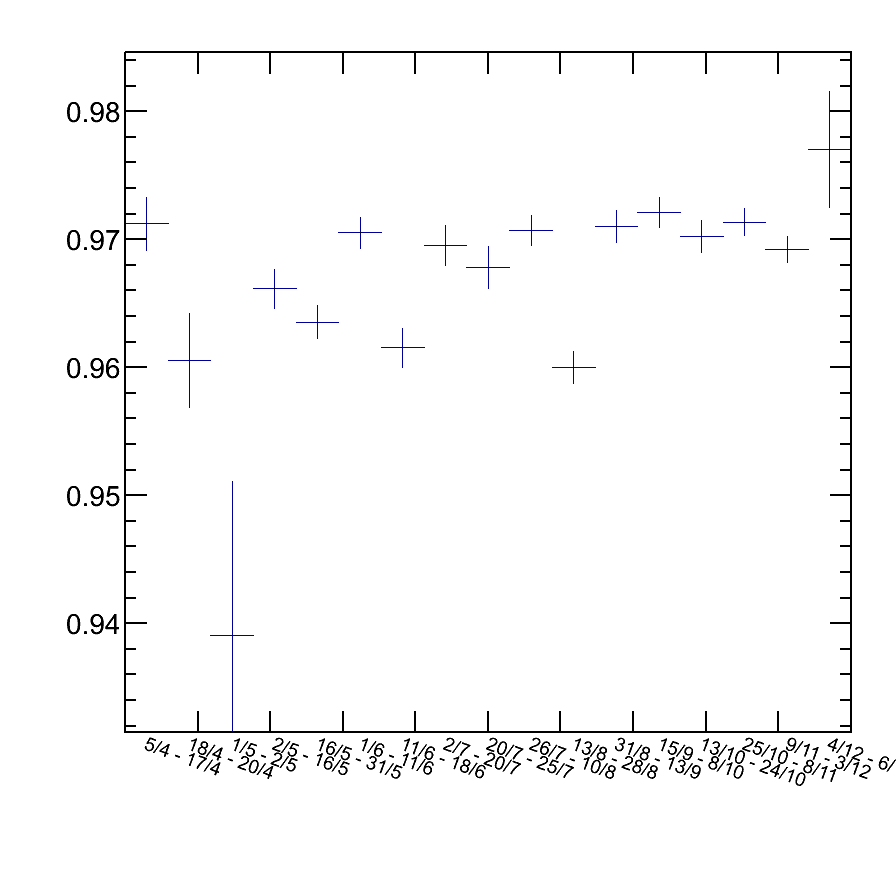 0.98
0.97
0.96
0.95
0.94
5/4 - 17/4
18/4 - 20/4
1/5 - 2/5
2/5 - 16/5
16/5 - 31/5
1/6 - 11/6
11/6 - 18/6
2/7 - 20/7
20/7 - 25/7
26/7 - 10/8
13/8 - 28/8
31/8 - 13/9
15/9 - 8/10
13/10 - 24/10
25/10 - 8/11
9/11 - 3/12
4/12 - 6/